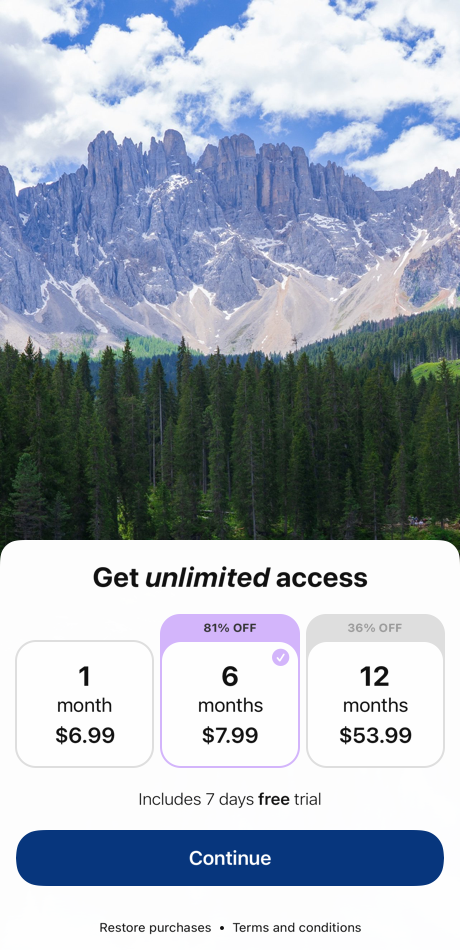 Get unlimited access
81% OFF
36% OFF
1
month
$6.99
6
months
$7.99
12
months
$53.99
Includes 7 days free trial
Continue
Restore purchases • Terms and conditions